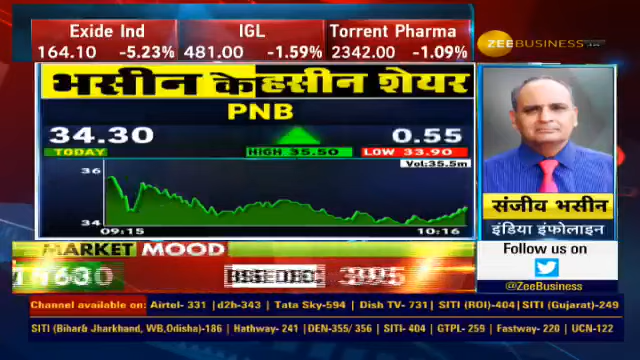 Exide Ind
164.10 -5.23%
IGL
481.00 -1.59%
Torrent Pharma
2342.00 -1.09%
ZEEBUSINESS
भसीन के हसीन शेयर
PNB
34.30
0.55
TODAY
HIGH 35.50
LOW 33.90
Vol:35.5m
36
34
09:15
10:16
संजीव भसीन
इंडिया इंफोलाइन
Follow us on
@ZeeBusiness
MARKET MOOD
Channel available on: Airtel- 331 |d2h-343 | Tata Sky-594 | Dish TV- 731| SITI (ROI)-404| SITI (Gujarat)-249
SITI (Bihar& Jharkhand, WB,Odisha)-186 | Hathway- 241 |DEN-355/ 356 | SITI- 404 | GTPL- 259 | Fastway- 220 | UCN-122